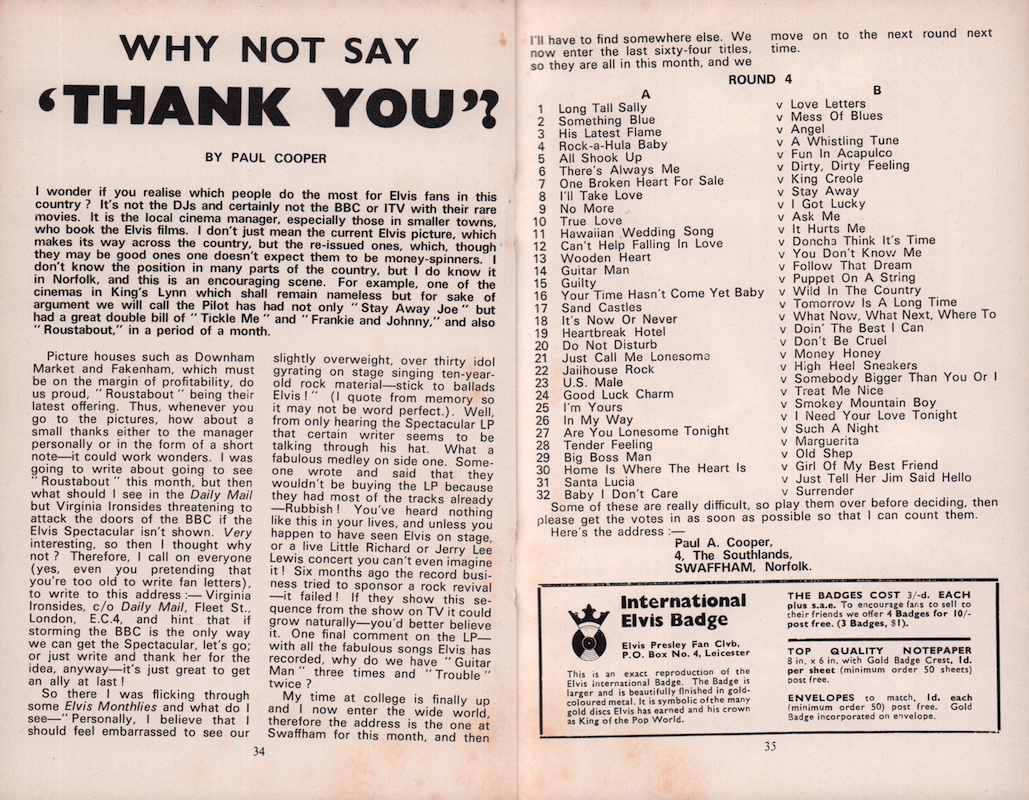 WHY NOT SAY
‘THANK YOU’?
BY PAUL COOPER
I wonder if you realise which people do the most for Elvis fans in this
country ? It's not the DJs and certainly not the BBC or ITV with their rare
movies. It is the local cinema manager, especially those in smaller towns,
who book the Elvis films. I don't just mean the current Elvis picture, which
makes its way across the country, but the re-issued ones, which, though
they may be good ones one doesn't expect them to be money-spinners. I
don't know the position in many parts of the country, but I do know it
in Norfolk, and this is an encouraging scene. For example, one of the
cinemas in King's Lynn which shall remain nameless but for sake of
argument we will call the Pilot has had not only " Stay Away Joe " but
had a great double bill of " Tickle Me " and " Frankie and Johnny," and also
" Roustabout," in a period of a month.
Picture houses such as Downham
Market and Fakenham, which must
be on the margin of profitability, do
us proud, " Roustabout " being their
latest offering. Thus, whenever you
go to the pictures, how about a
small thanks either to the manager
personally or in the form of a short
note—it could work wonders. I was
going to write about going to see
" Roustabout " this month, but then
what should I see in the Daily Mail
but Virginia Ironsides threatening to
attack the doors of the BBC if the
Elvis Spectacular isn't shown. Very
interesting, so then I thought why
not ? Therefore, I call on everyone
(yes, even you pretending that
you're too old to write fan letters),
to write to this address :— Virginia
Ironsides, c/o Daily Mail, Fleet St.,
London, E.C.4, and hint that if
storming the BBC is the only way
we can get the Spectacular, let's go;
or just write and thank her for the
idea, anyway—it's just great to get
an ally at last !
So there I was flicking through
some Elvis Monthlies and what do I
see—" Personally, I believe that I
should feel embarrassed to see our
slightly overweight, over thirty idol
gyrating on stage singing ten-year-
old rock material—stick to ballads
Elvis ! " (I quote from memory so
it may not be word perfect.). Well,
from only hearing the Spectacular LP
that certain writer seems to be
talking through his hat. What a
fabulous medley on side one. Some-
one wrote and said that they
wouldn't be buying the LP because
they had most of the tracks already
—Rubbish ! You've heard nothing
like this in your lives, and unless you
happen to have seen Elvis on stage,
or a live Little Richard or Jerry Lee
Lewis concert you can't even imagine
it ! Six months ago the record busi-
ness tried to sponsor a rock revival
—it failed ! If they show this se-
quence from the show on TV it could
grow naturally—you'd better believe
it. One final comment on the LP—
with all the fabulous songs Elvis has
recorded, why do we have " Guitar
Man " three times and " Trouble "
twice ?
My time at college is finally up
and I now enter the wide world,
therefore the address is the one at
Swaffham for this month, and then
34
I'll have to find somewhere else. We
now enter the last sixty-four titles,
so they are all in this month, and we
move on to the next round next
time.
ROUND 4
A B
1 Long Tall Sally v Love Letters
2 Something Blue v Mess Of Blues
3 His Latest Flame v Angel
4 Rock-a-Hula Baby v A Whistling Tune
5 All Shook Up v Fun In Acapulco
6 There's Always Me v Dirty, Dirty Feeling
7 One Broken Heart For Sale v King Creole
8 I'll Take Love v Stay Away
9 No More v I Got Lucky
10 True Love v Ask Me
11 Hawaiian Wedding Song v It Hurts Me
12 Can't Help Falling In Love v Doncha Think It's Time
13 Wooden Heart v You Don't Know Me
14 Guitar Man v Follow That Dream
15 Guilty v Puppet On A String
16 Your Time Hasn't Come Yet Baby v Wild In The Country
17 Sand Castles v Tomorrow Is A Long Time
18 It's Now Or Never v What Now, What Next, Where To
19 Heartbreak Hotel v Doin' The Best I Can
20 Do Not Disturb v Don't Be Cruel
21 Just Call Me Lonesome v Money Honey
22 Jailhouse Rock v High Heel Sneakers
23 U.S. Male v Somebody Bigger Than You Or I
24 Good Luck Charm v Treat Me Nice
25 I'm Yours v Smokey Mountain Boy
26 In My Way v I Need Your Love Tonight
27 Are You Lonesome Tonight v Such A Night
28 Tender Feeling v Marguerita
29 Big Boss Man v Old Shep
30 Home Is Where The Heart Is v Girl Of My Best Friend
31 Santa Lucia v Just Tell Her Jim Said Hello
32 Baby I Don't Care v Surrender
Some of these are really difficult, so play them over before deciding, then
please get the votes in as soon as possible so that I can count them.
Here's the address :—
Paul A. Cooper,
4, The Southlands,
SWAFFHAM, Norfolk.
International
Elvis Badge
Elvis Presley Fan Clvb,
P.O. Box No. 4, Leicester
This is an exact reproduction of the
Elvis international Badge. The Badge is
larger and is beautifully finished in gold-
coloured metal. It is symbolic of the many
gold discs Elvis has earned and his crown
as King of the Pop World.
THE BADGES COST 3/-d. EACH
plus s.a.e. To encourage fans to sell to
their friends we offer 4 Badges for 10/-
post free. (3 Badges, $1).
TOP QUALITY NOTEPAPER
8 in. x 6 in. with Gold Badge Crest, 1d.
per sheet (minimum order 50 sheets)
post free.
ENVELOPES to match, 1d. each
(minimum order 50) post free. Gold
Badge incorporated on envelope.
35